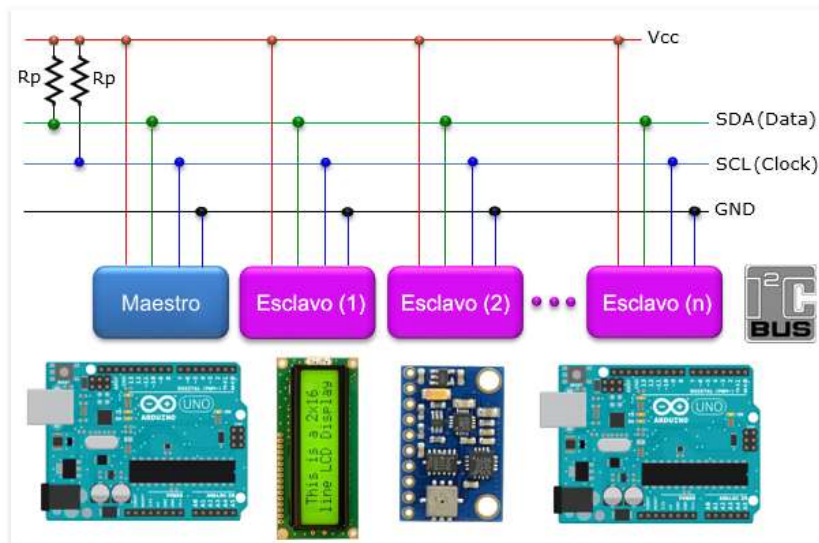 Vcc
Rp
Rp
SDA (Data)
SCL (Clock)
GND
Maestro
Esclavo (1)
Esclavo (2)
Esclavo (n)
I²C
BUS
UNO
ARDUINO
This is a 2x16
line LCD Display
UNO
ARDUINO